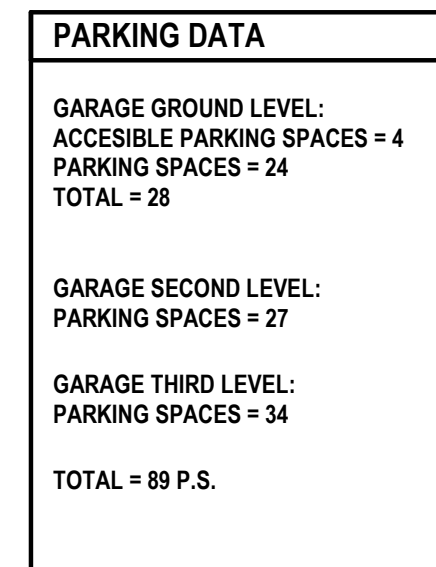 PARKING DATA
GARAGE GROUND LEVEL:
ACCESIBLE PARKING SPACES = 4
PARKING SPACES = 24
TOTAL = 28
GARAGE SECOND LEVEL:
PARKING SPACES = 27
GARAGE THIRD LEVEL:
PARKING SPACES = 34
TOTAL = 89 P.S.